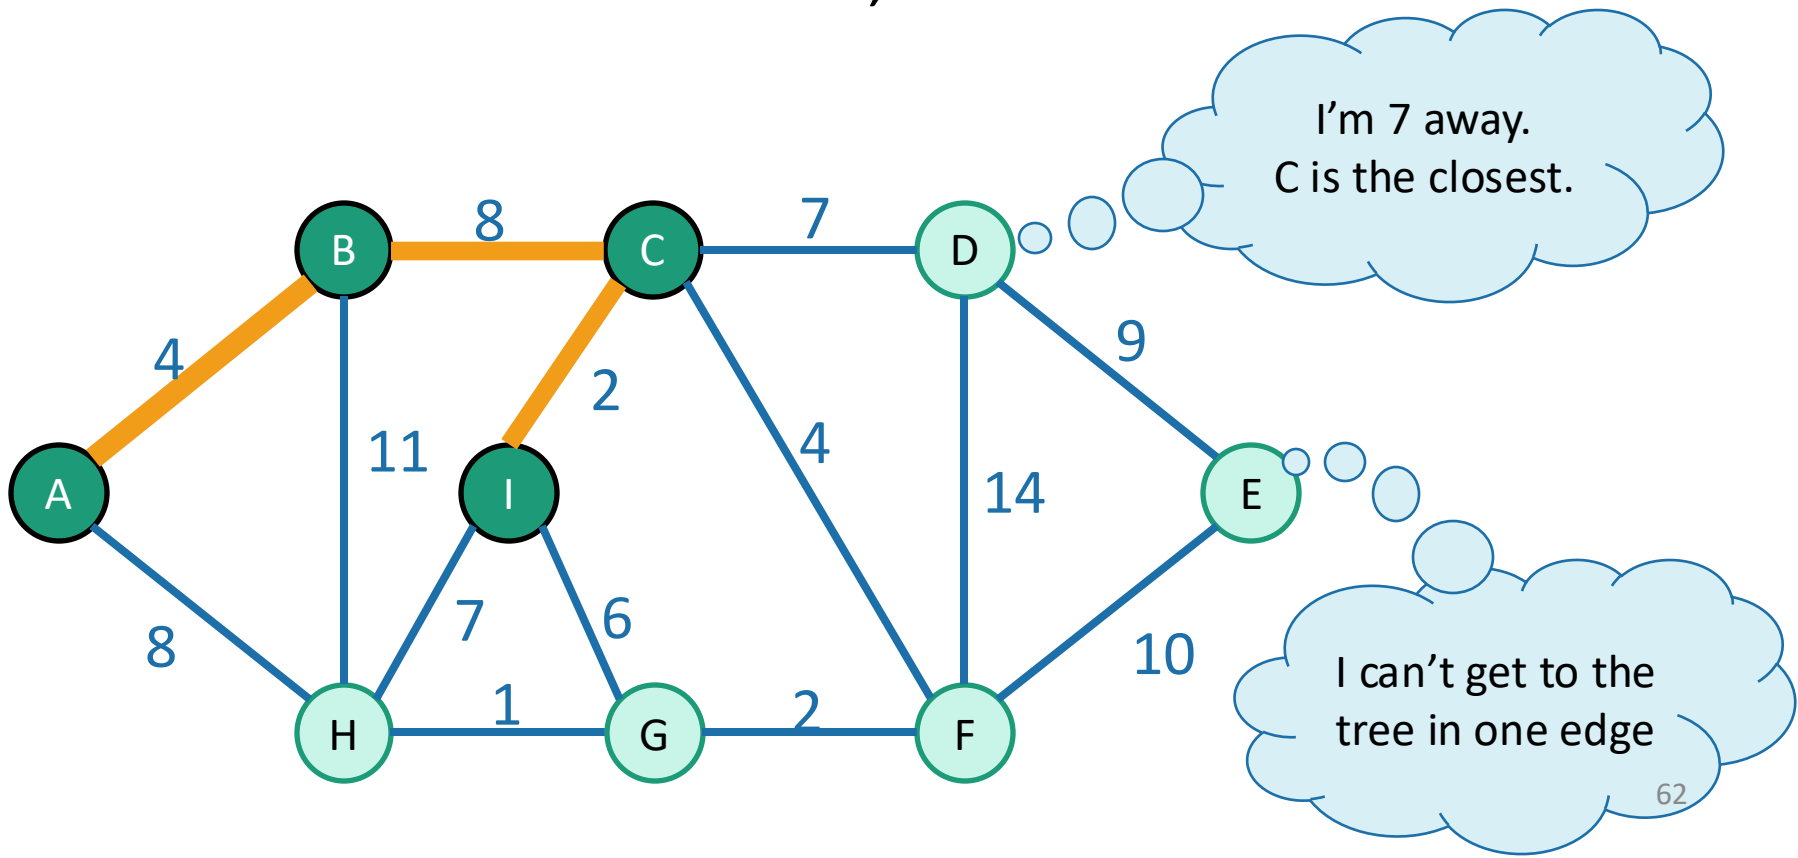 I'm 7 away.
C is the closest.
8
7
B
C
D
4
9
2
11
4
14
A
I
E
7
6
8
10
1
2
H
G
F
I can't get to the
tree in one edge
62